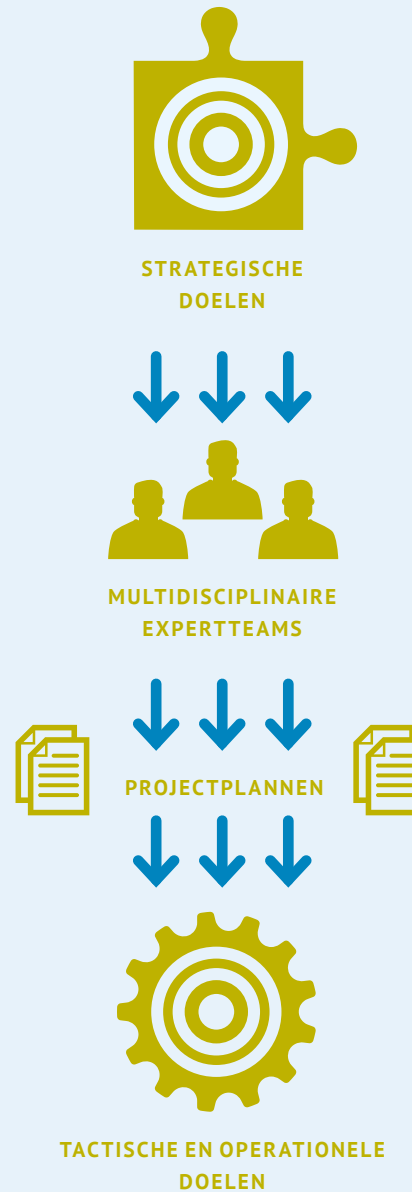 STRATEGISCHE
DOELEN
MULTIDISCIPLINAIRE
EXPERTTEAMS
PROJECTPLANNEN
TACTISCHE EN OPERATIONELE
DOELEN